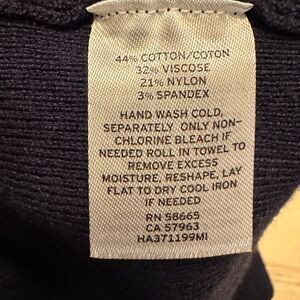 44% COTTON/COTON
32% VISCOSE
21% NYLON
3% SPANDEX
HAND WASH COLD,
SEPARATELY ONLY NON-
CHLORINE BLEACH IF
NEEDED ROLL IN TOWEL TO
REMOVE EXCESS
MOISTURE, RESHAPE, LAY
FLAT TO DRY COOL IRON
IF NEEDED
RN 58665
CA 57963
HA371199MI